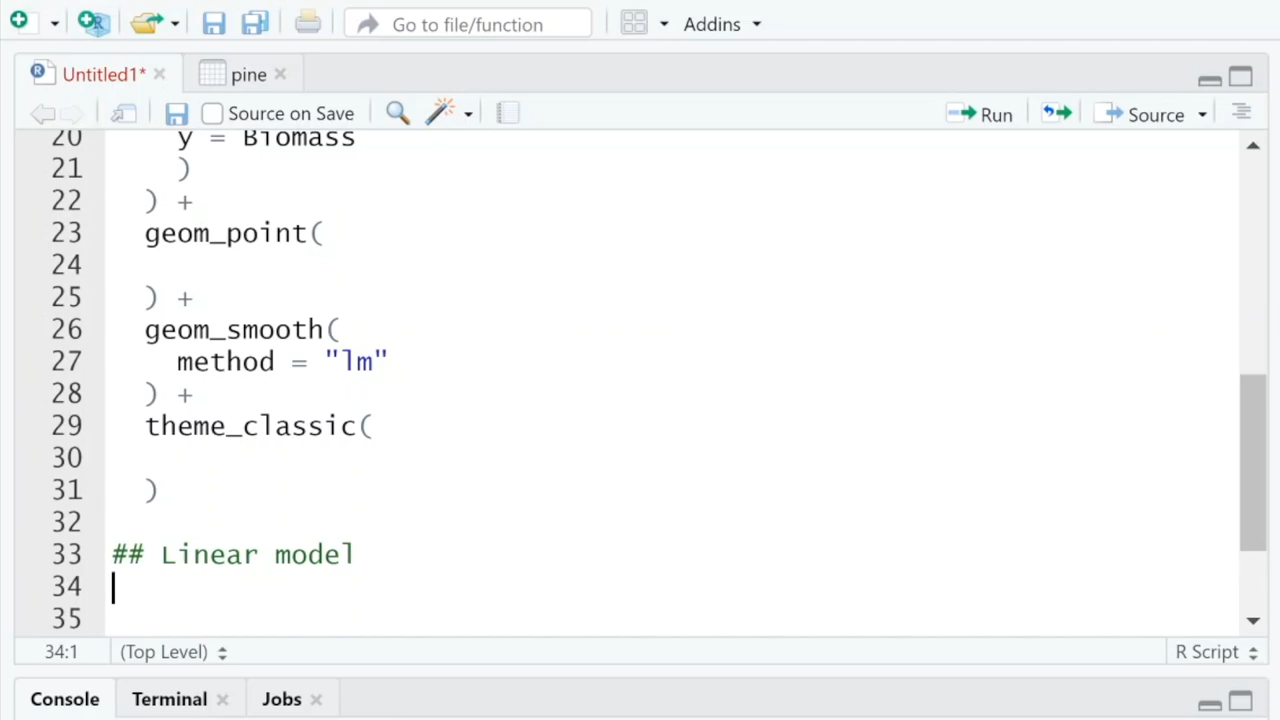 Go to file/function
Addins
Untitled1*
pine
Source on Save
Run
Source
20 y = Biomass
21 )
22 ) +
23 geom_point(
24
25 ) +
26 geom_smooth(
27 method = "lm"
28 ) +
29 theme_classic(
30
31 )
32
33 ## Linear model
34
35
34:1
(Top Level)
R Script
Console
Terminal
Jobs